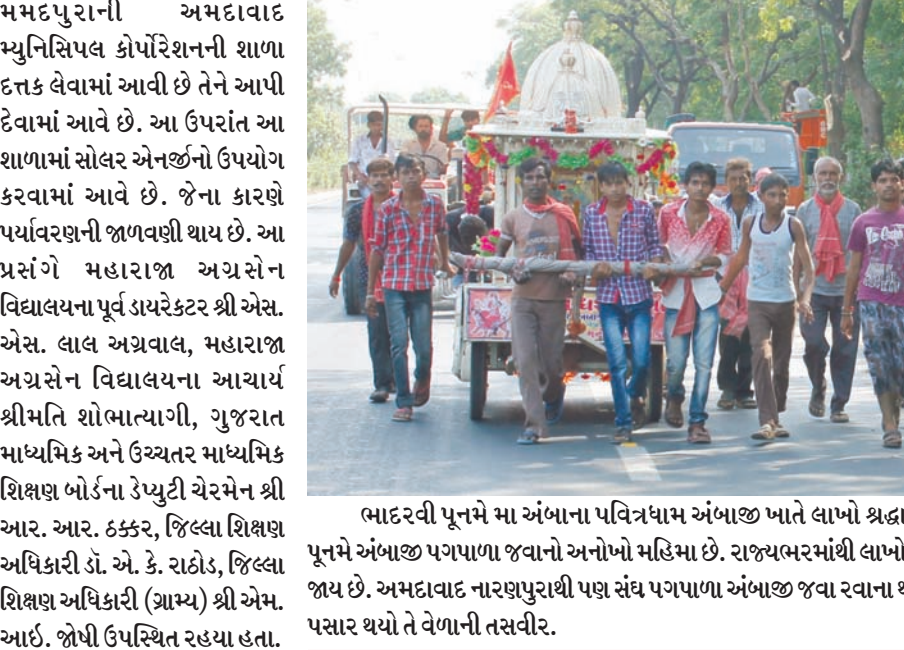 મમદપુરાની અમદાવાદ
મ્યુનિસિપલ કોર્પોરેશનની શાળા
દત્તક લેવામાં આવી છે તેને આપી
દેવામાં આવે છે. આ ઉપરાંત આ
શાળામાં સોલર એનર્જીનો ઉપયોગ
કરવામાં આવે છે. જેના કારણે
પર્યાવરણની જાળવણી થાય છે. આ
પ્રસંગે મહારાજા અગ્રસેન
વિદ્યાલયના પૂર્વ ડાયરેકટર શ્રી એસ.
એસ. લાલ અગ્રવાલ, મહારાજા
અગ્રસેન વિદ્યાલયના આચાર્ય
શ્રીમતિ શોભાત્યાગી, ગુજરાત
માધ્યમિક અને ઉચ્ચતર માધ્યમિક
શિક્ષણ બોર્ડના ડેપ્યુટી ચેરમેન શ્રી
આર. આર. ઠક્કર, જિલ્લા શિક્ષણ
અધિકારી ડૉ. એ. કે. રાઠોડ, જિલ્લા
શિક્ષણ અધિકારી (ગ્રામ્ય) શ્રી એમ.
આઇ. જોષી ઉપસ્થિત રહયા હતા.
ભાદરવી પૂનમે મા અંબાના પવિત્રધામ અંબાજી ખાતે લાખો શ્રદ્ધા
પૂનમે અંબાજી પગપાળા જવાનો અનોખો મહિમા છે. રાજ્યભરમાંથી લાખો
જાય છે. અમદાવાદ નારણપુરાથી પણ સંઘ પગપાળા અંબાજી જવા રવાના
પસાર થયો તે વેળાની તસવીર.